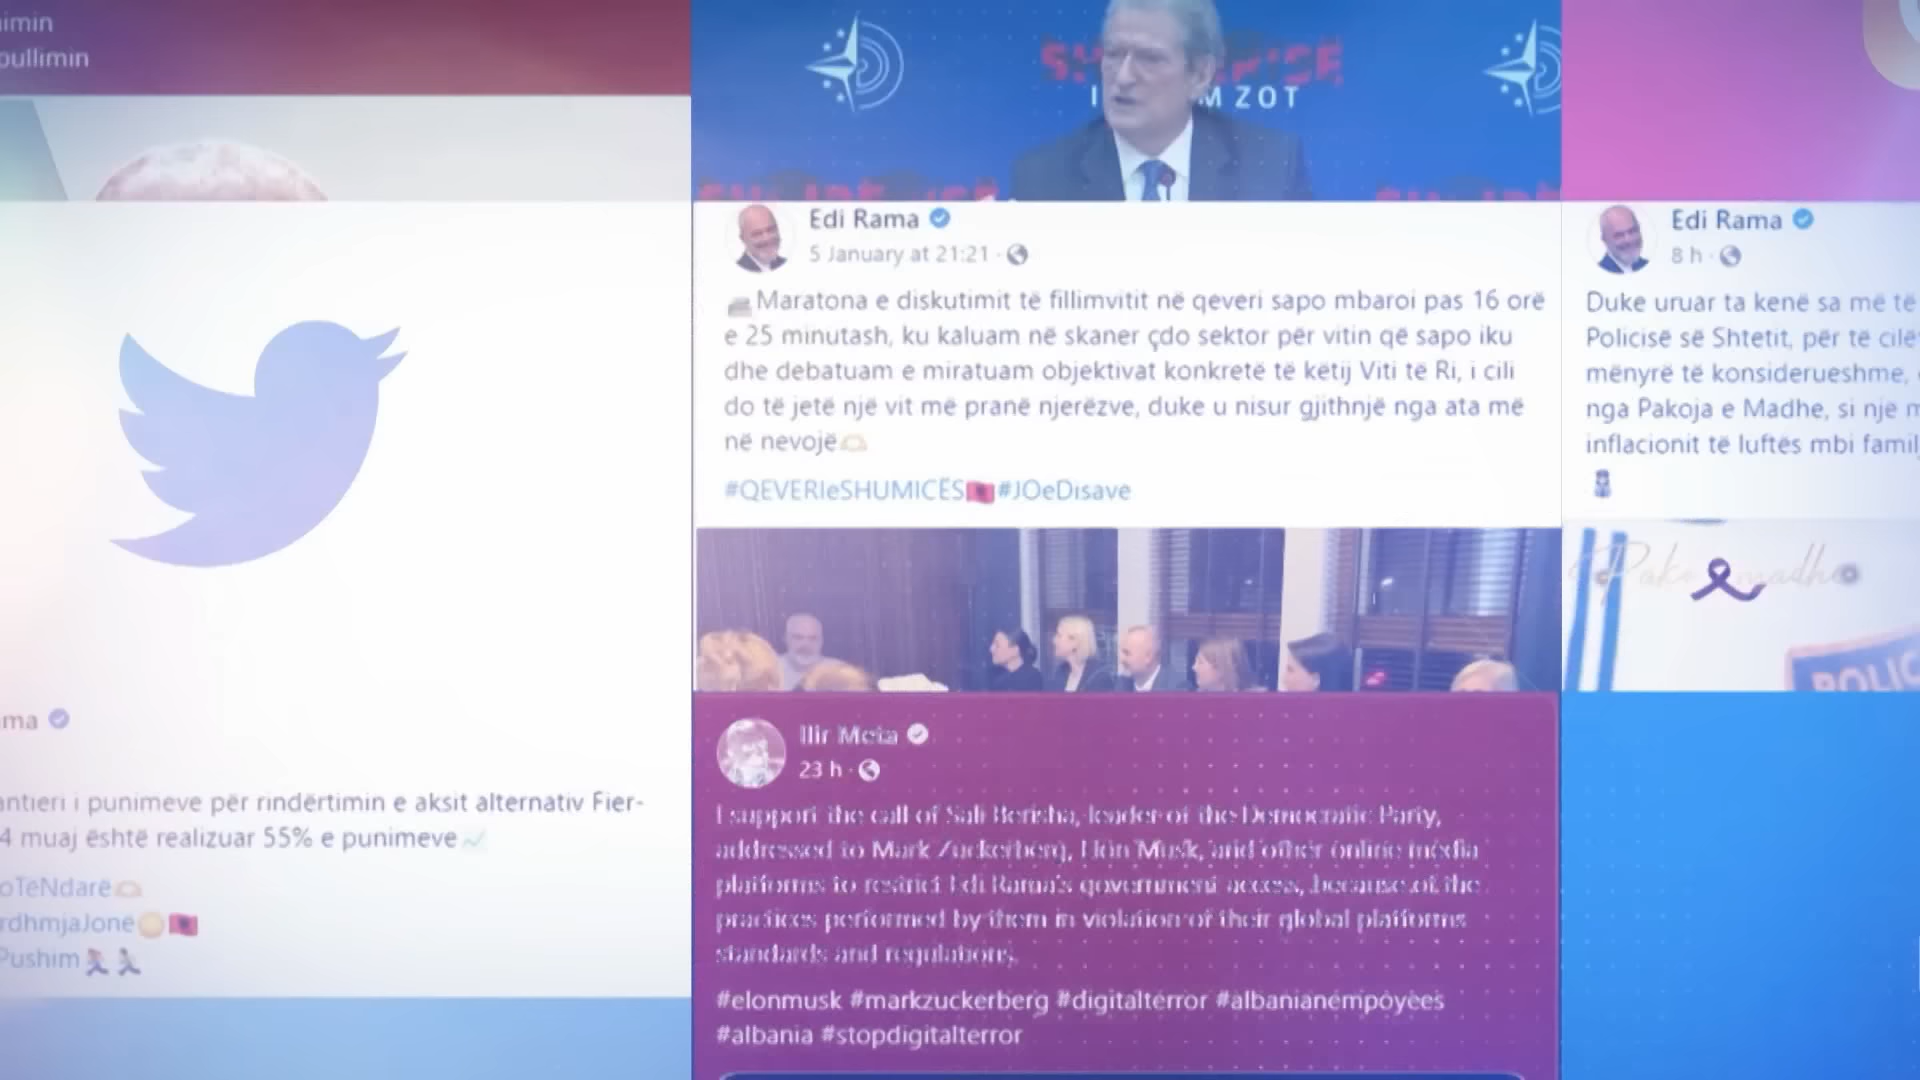 imin
pullimin
ma
antieri i punimeve për rindërtimin e aksit alternativ Fier-
4 muaj është realizuar 55% e punimeve
oTëNdarë
rdhmjaJonë
Pushim
I M ZOT
Edi Rama
5 January at 21:21 ·
Maratona e diskutimit të fillimvitit në qeveri sapo mbaroi pas 16 orë
e 25 minutash, ku kaluam në skaner çdo sektor për vitin që sapo iku
dhe debatuam e miratuam objektivat konkretë të këtij Viti të Ri, i cili
do të jetë një vit më pranë njerëzve, duke u nisur gjithnjë nga ata më
në nevojë
#QEVERIeSHUMICËS #JOeDisave
Ilir Meta
23 h ·
I support the call of Sali Berisha, leader of the Democratic Party,
addressed to Mark Zuckerberg, Elon Musk, and other online media
platforms to restrict Edi Rama's government access, because of the
practices performed by them in violation of their global platforms
standards and regulations.
#elonmusk #markzuckerberg #digitalterror #albanianempoyees
#albania #stopdigitalterror
Edi Rama
8 h ·
Duke uruar ta kenë sa më të
Policisë së Shtetit, për të cilë
mënyrë të konsiderueshme,
nga Pakoja e Madhe, si një m
inflacionit të luftës mbi famil
POLIC